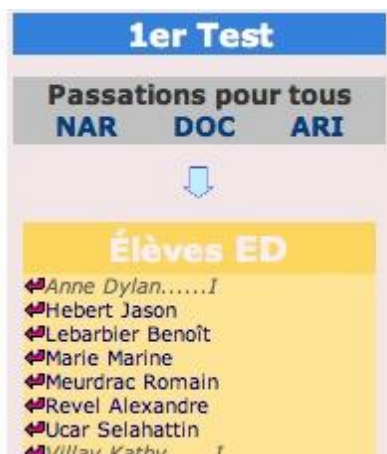 1er Test
Passations pour tous
NAR DOC ARI
Élèves ED
Anne Dylan......I
Hebert Jason
Lebarbier Benoît
Marie Marine
Meurdrac Romain
Revel Alexandre
Ucar Selahattin